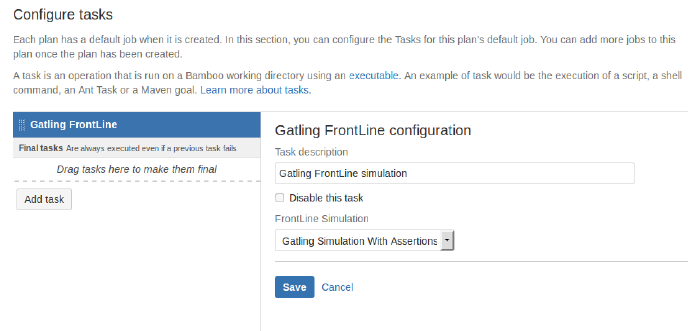 Configure tasks
Each plan has a default job when it is created. In this section, you can configure the Tasks for this plan's default job. You can add more jobs to this
plan once the plan has been created.
A task is an operation that is run on a Bamboo working directory using an executable. An example of task would be the execution of a script, a shell
command, an Ant Task or a Maven goal. Learn more about tasks.
Gatling FrontLine
Final tasks Are always executed even if a previous task fails
Drag tasks here to make them final
Add task
Gatling FrontLine configuration
Task description
Gatling FrontLine simulation
Disable this task
FrontLine Simulation
Gatling Simulation With Assertions
Save Cancel